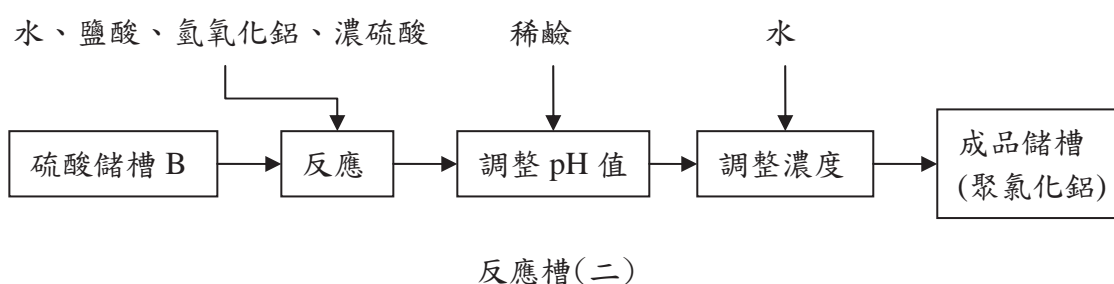 水、鹽酸、氫氧化鋁、濃硫酸
稀鹼
水
硫酸儲槽 B
反應
調整 pH 值
調整濃度
成品儲槽
(聚氯化鋁)
反應槽(二)